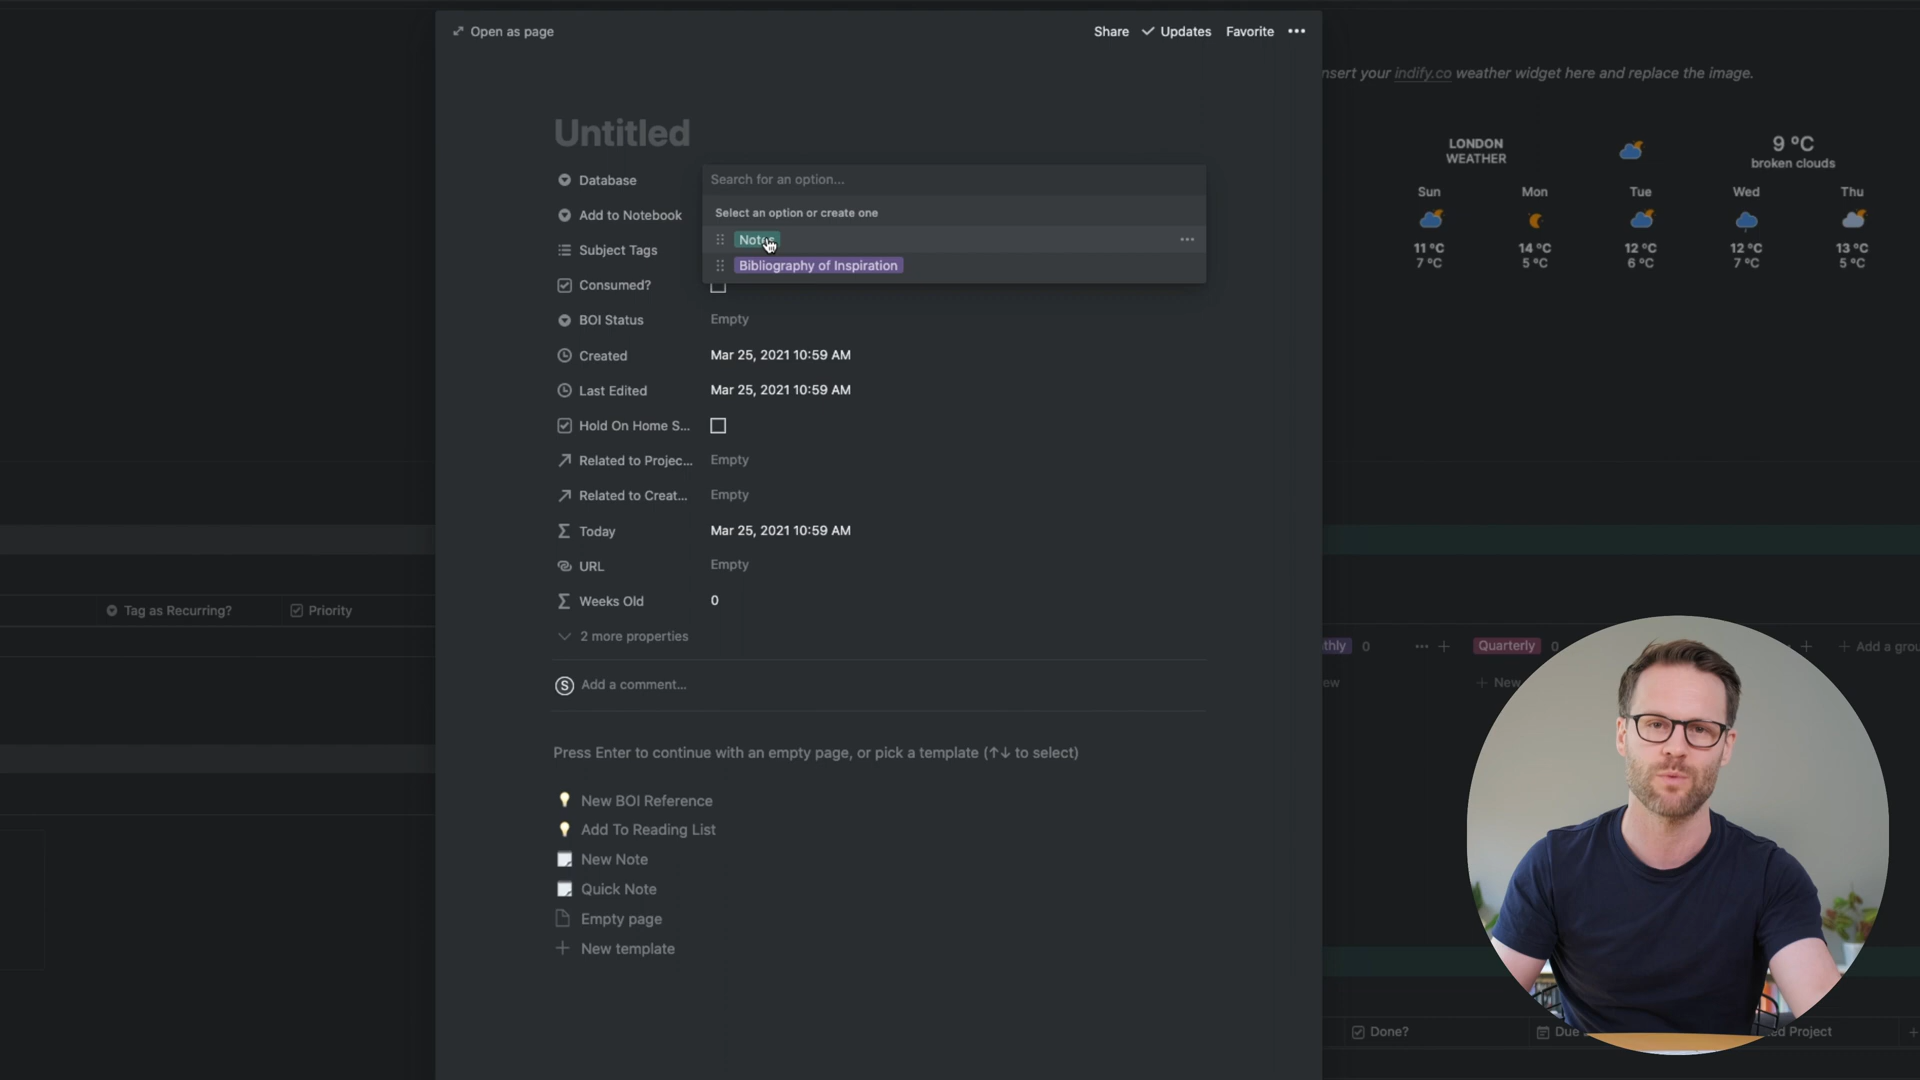 Open as page
Share Updates Favorite
nsert your indify.co weather widget here and replace the image.
Untitled
LONDON
WEATHER
9 °C
broken clouds
Sun Mon Tue Wed Thu
11 °C 14 °C 12 °C 12 °C 13 °C
7 °C 5 °C 6 °C 7 °C 5 °C
Database
Search for an option...
Select an option or create one
Add to Notebook
Notes
Subject Tags
Bibliography of Inspiration
Consumed?
BOI Status Empty
Created Mar 25, 2021 10:59 AM
Last Edited Mar 25, 2021 10:59 AM
Hold On Home S...
Related to Projec... Empty
Related to Creat... Empty
Today Mar 25, 2021 10:59 AM
URL Empty
Weeks Old 0
2 more properties
Tag as Recurring? Priority
thly 0 Quarterly 0 Add a grou
ew New
S Add a comment...
Press Enter to continue with an empty page, or pick a template (↑↓ to select)
New BOI Reference
Add To Reading List
New Note
Quick Note
Empty page
New template
Done? Due d Project